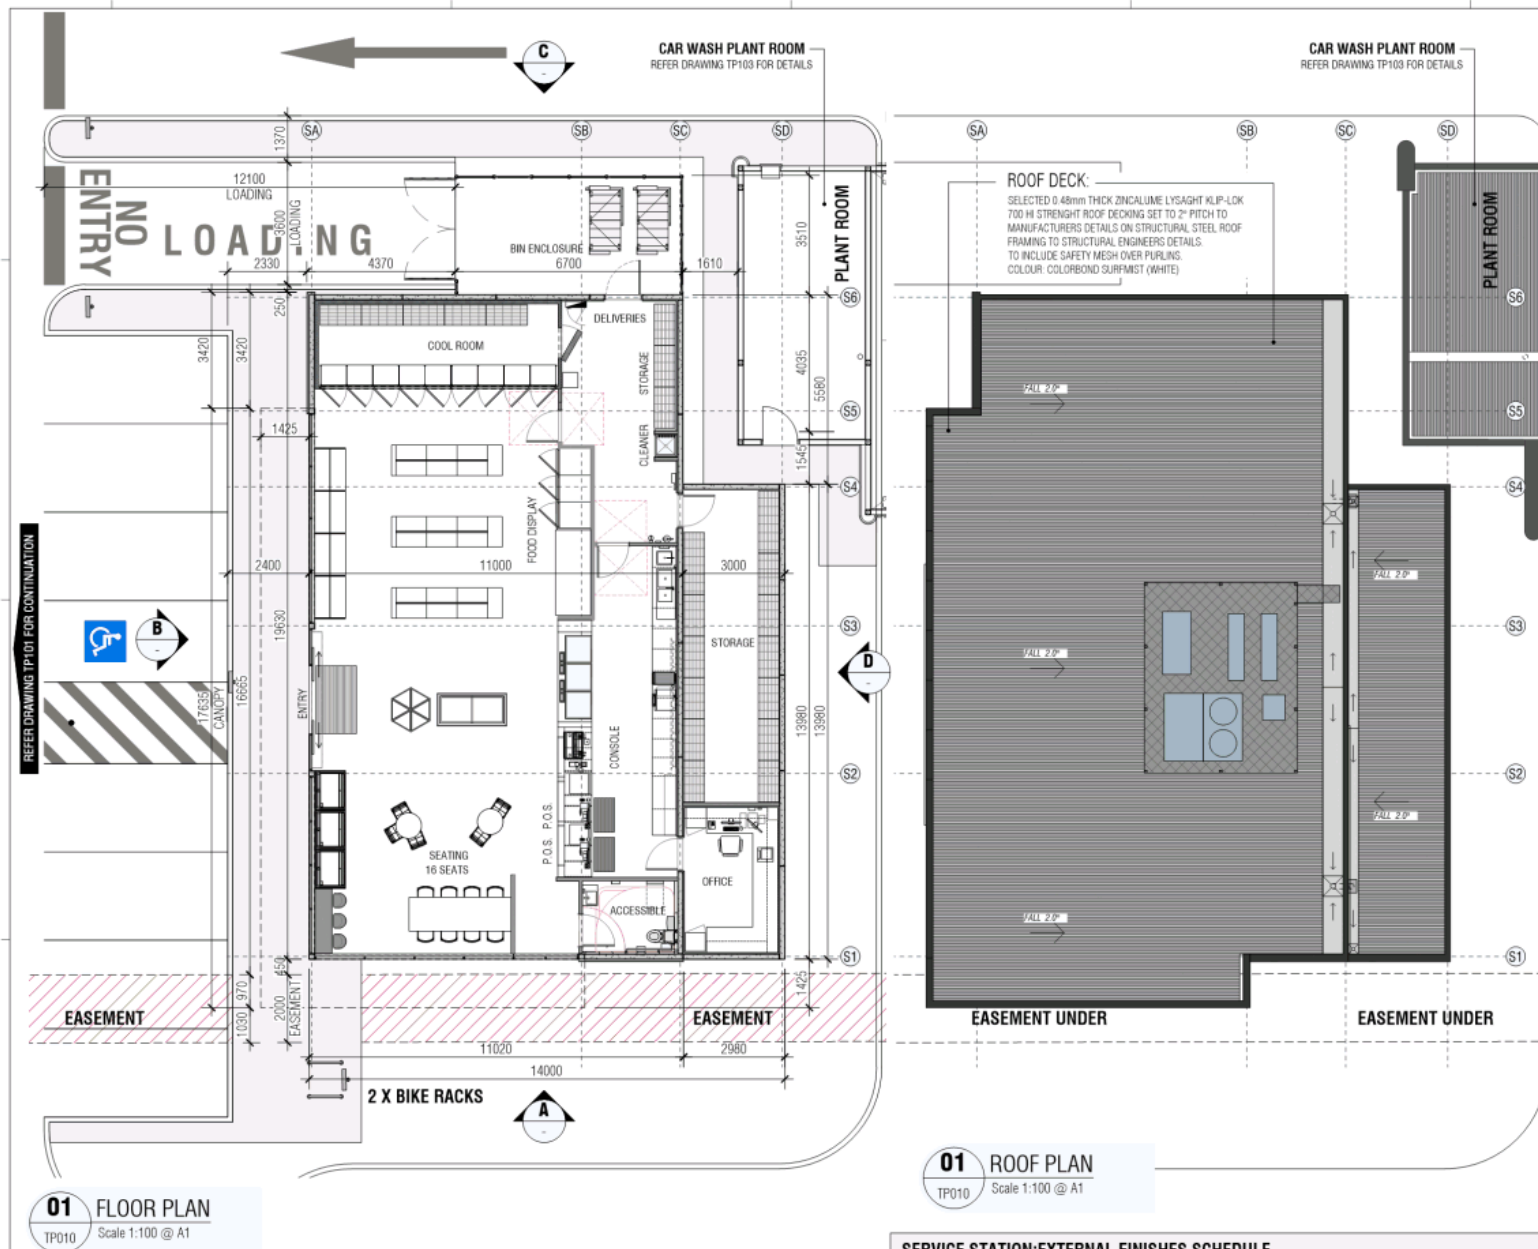 C
-
CAR WASH PLANT ROOM
REFER DRAWING TP103 FOR DETAILS
CAR WASH PLANT ROOM
REFER DRAWING TP103 FOR DETAILS
SA
SB
SC
SD
SA
SB
SC
SD
1370
12100
LOADING
NO
ENTRY
LOADING
3600
LOADING
BIN ENCLOSURE
2330
4370
6700
1610
3510
PLANT ROOM
ROOF DECK:
SELECTED 0.48mm THICK ZINCALUME LYSAGHT KLIP-LOK
700 HI STRENGHT ROOF DECKING SET TO 2° PITCH TO
MANUFACTURERS DETAILS ON STRUCTURAL STEEL ROOF
FRAMING TO STRUCTURAL ENGINEERS DETAILS.
TO INCLUDE SAFETY MESH OVER PURLINS.
COLOUR: COLORBOND SURFMIST (WHITE)
PLANT ROOM
S6
S6
250
3420
3420
DELIVERIES
COOL ROOM
STORAGE
4035
5580
FALL 2.0°
S5
S5
1425
CLEANER
1545
S4
S4
FOOD DISPLAY
2400
11000
3000
FALL 2.0°
REFER DRAWING TP101 FOR CONTINUATION
B
-
19630
S3
S3
STORAGE
D
-
FALL 2.0°
17635
CANOPY
16665
ENTRY
CONSOLE
13980
13980
S2
S2
P.O.S.
P.O.S.
FALL 2.0°
SEATING
16 SEATS
OFFICE
ACCESSIBLE
FALL 2.0°
S1
S1
450
970
1425
EASEMENT
1030
2000
EASEMENT
EASEMENT
EASEMENT UNDER
EASEMENT UNDER
11020
2980
14000
2 X BIKE RACKS
A
-
01
TP010
FLOOR PLAN
Scale 1:100 @ A1
01
TP010
ROOF PLAN
Scale 1:100 @ A1
SERVICE STATION:EXTERNAL FINISHES SCHEDULE